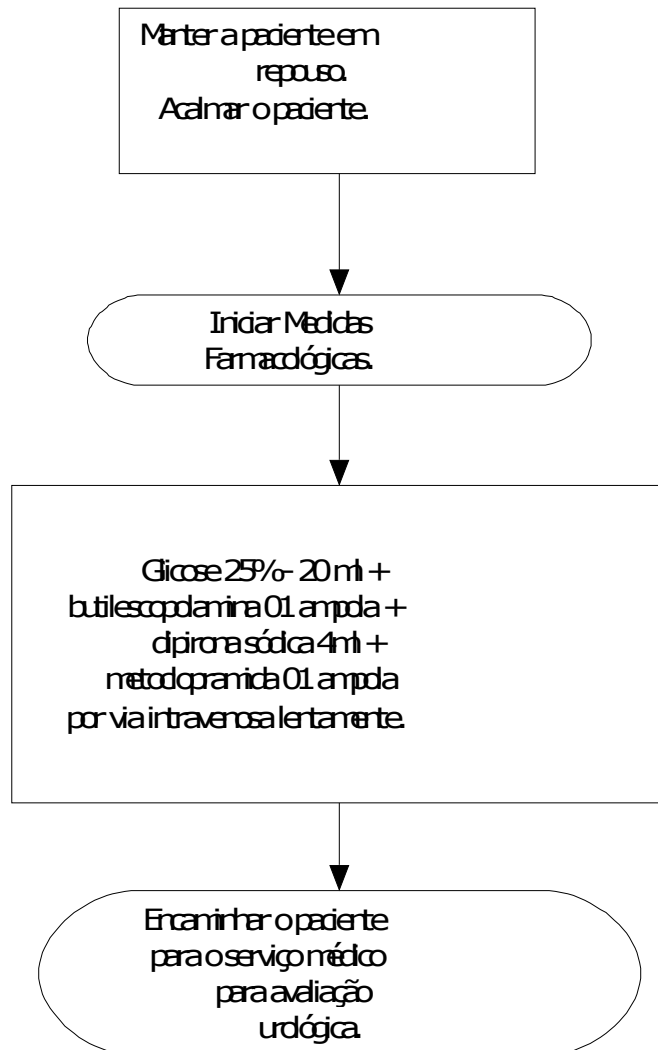 Manter a paciente em
repouso.
Acalmar o paciente.
Iniciar Medidas
Farmacológicas.
Glicose 25% - 20 ml +
butilescopolamina 01 ampola +
dipirona sódica 4ml +
metoclopramida 01 ampola
por via intravenosa lentamente.
Encaminhar o paciente
para o serviço médico
para avaliação
urológica.